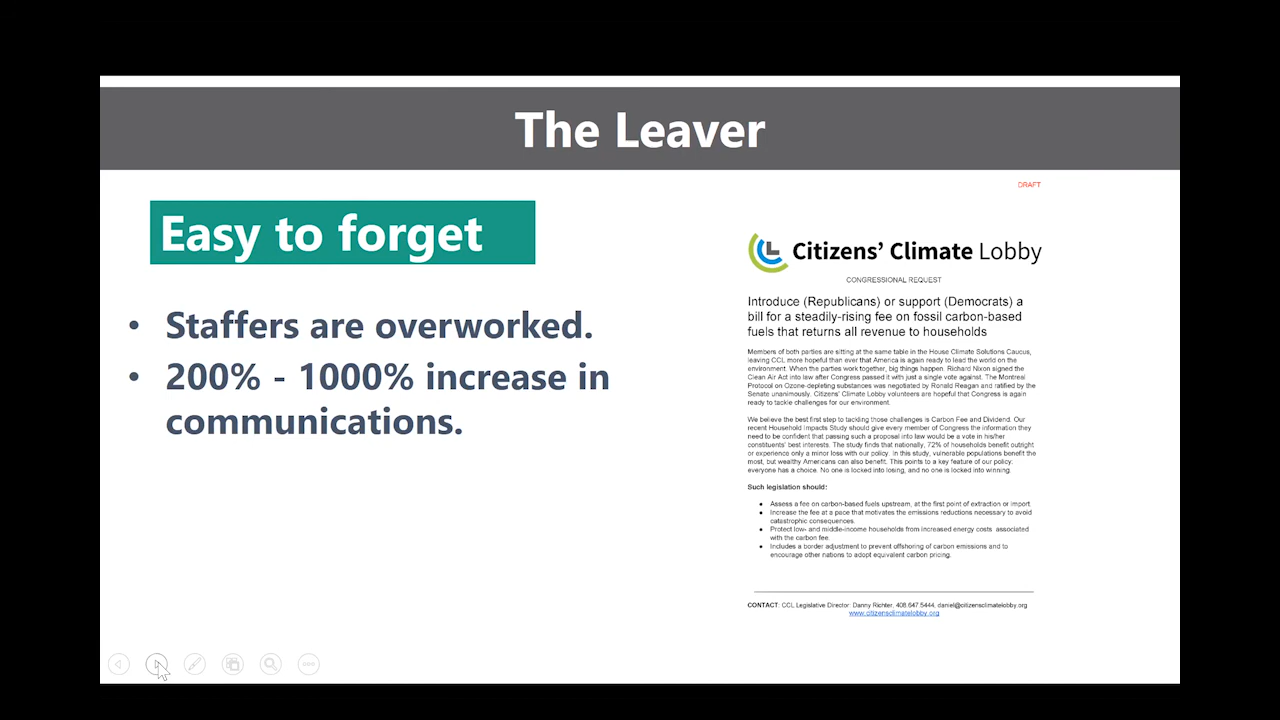 The Leaver
Easy to forget
• Staffers are overworked.
• 200% - 1000% increase in
communications.
DRAFT
Citizens’ Climate Lobby
CONGRESSIONAL REQUEST
Introduce (Republicans) or support (Democrats) a
bill for a steadily-rising fee on fossil carbon-based
fuels that returns all revenue to households
Members of both parties are sitting at the same table in the House Climate Solutions Caucus,
leaving CCL more hopeful than ever that America is again ready to lead the world on the
environment. When the parties work together, big things happen. Richard Nixon signed the
Clean Air Act into law after Congress passed it with just a single vote against. The Montreal
Protocol on Ozone-depleting substances was negotiated by Ronald Reagan and ratified by the
Senate unanimously. Citizens’ Climate Lobby volunteers are hopeful that Congress is again
ready to tackle challenges for our environment.
We believe the best first step to tackling those challenges is Carbon Fee and Dividend. Our
recent Household Impacts Study should give every member of Congress the information they
need to be confident that passing such a proposal into law would be a vote in his/her
constituents’ best interests. The study finds that nationally, 72% of households benefit outright
or experience only a minor loss with our policy. In this study, vulnerable populations benefit the
most, but wealthy Americans can also benefit. This points to a key feature of our policy:
everyone has a choice. No one is locked into losing, and no one is locked into winning.
Such legislation should:
• Assess a fee on carbon-based fuels upstream, at the first point of extraction or import.
• Increase the fee at a pace that motivates the emissions reductions necessary to avoid
catastrophic consequences.
• Protect low- and middle-income households from increased energy costs associated
with the carbon fee.
• Includes a border adjustment to prevent offshoring of carbon emissions and to
encourage other nations to adopt equivalent carbon pricing.
CONTACT: CCL Legislative Director: Danny Richter, 408.647.5444, daniel@citizensclimatelobby.org
www.citizensclimatelobby.org